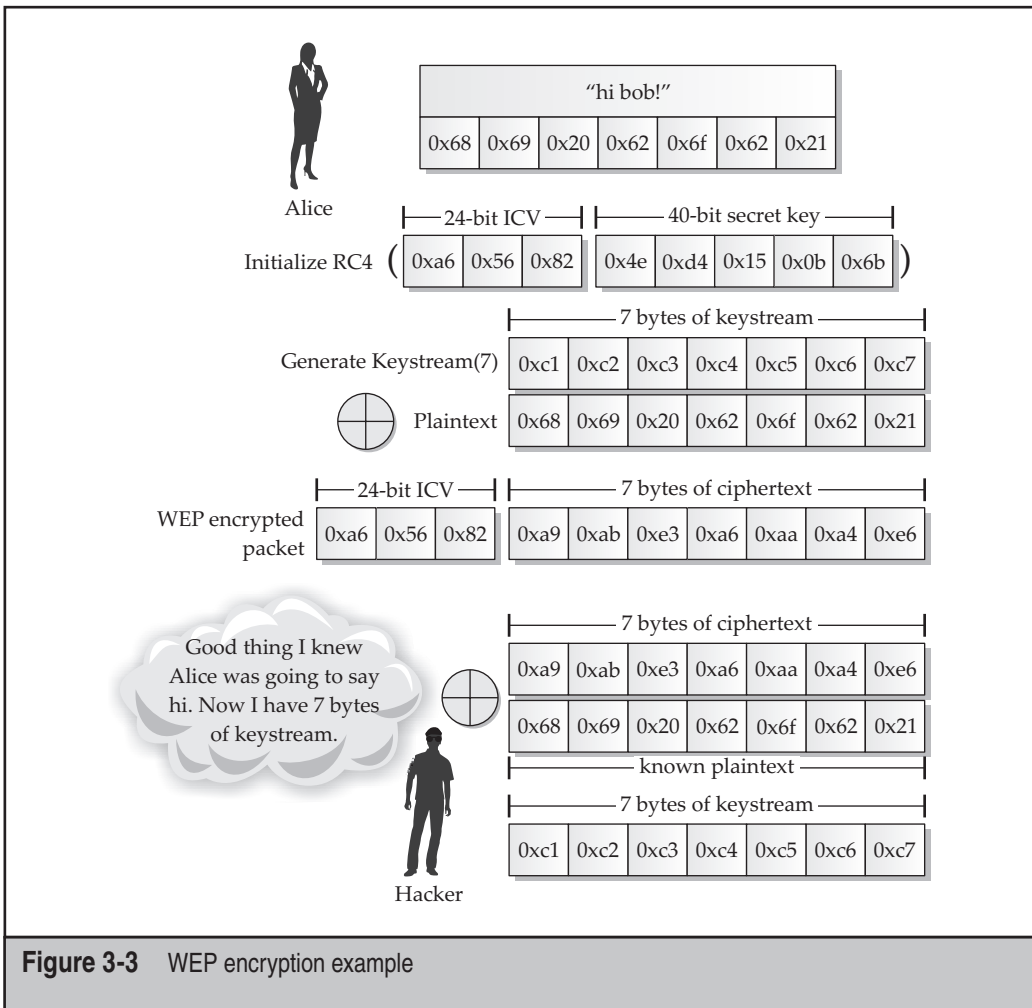 “hi bob!”
0x68 0x69 0x20 0x62 0x6f 0x62 0x21
Alice
24-bit ICV 40-bit secret key
Initialize RC4 ( 0xa6 0x56 0x82 0x4e 0xd4 0x15 0x0b 0x6b )
7 bytes of keystream
Generate Keystream(7) 0xc1 0xc2 0xc3 0xc4 0xc5 0xc6 0xc7
Plaintext 0x68 0x69 0x20 0x62 0x6f 0x62 0x21
24-bit ICV 7 bytes of ciphertext
WEP encrypted
packet
0xa6 0x56 0x82 0xa9 0xab 0xe3 0xa6 0xaa 0xa4 0xe6
Good thing I knew
Alice was going to say
hi. Now I have 7 bytes
of keystream.
7 bytes of ciphertext
0xa9 0xab 0xe3 0xa6 0xaa 0xa4 0xe6
0x68 0x69 0x20 0x62 0x6f 0x62 0x21
known plaintext
7 bytes of keystream
0xc1 0xc2 0xc3 0xc4 0xc5 0xc6 0xc7
Hacker
Figure 3-3 WEP encryption example